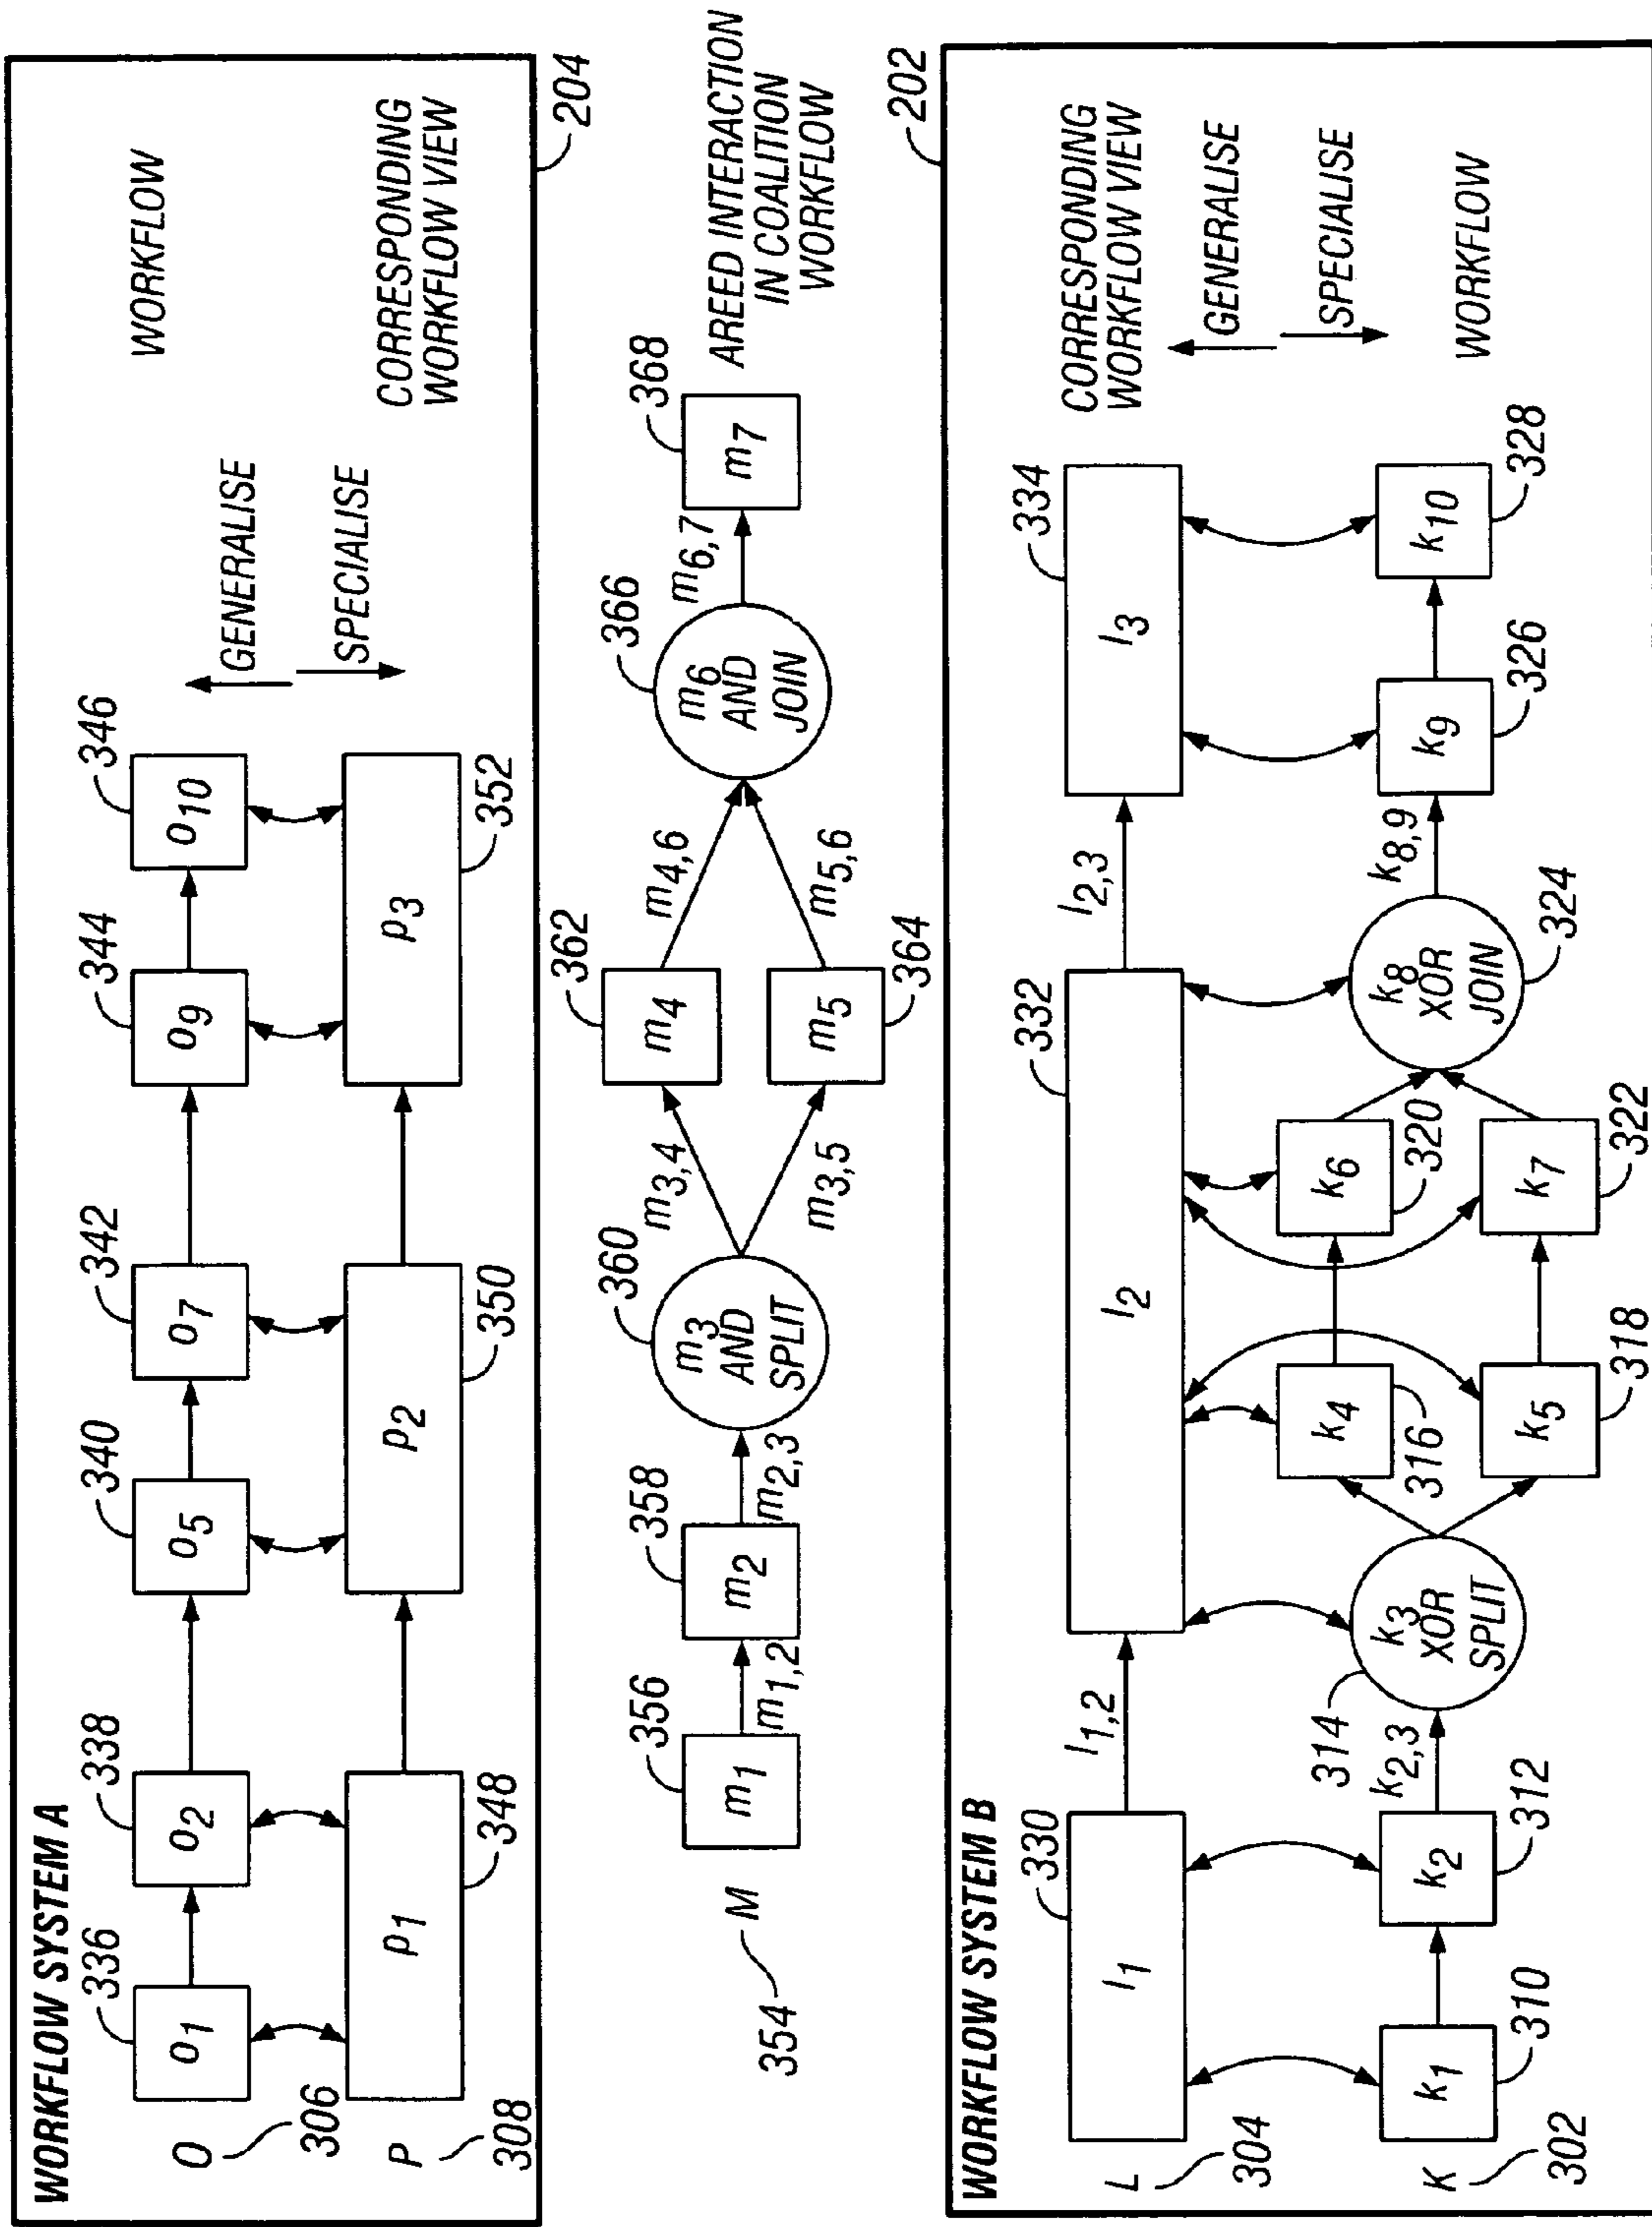 WORKFLOW SYSTEM A
WORKFLOW
336
338
340
342
344
346
o1
o2
o5
o7
o9
o10
O
306
GENERALISE
SPECIALISE
P
308
p1
p2
p3
348
350
352
CORRESPONDING
WORKFLOW VIEW
204
M
354
356
m1
m1,2
358
m2
m2,3
360
m3
AND
SPLIT
m3,4
m3,5
362
m4
m5
364
m4,6
m5,6
366
m6
AND
JOIN
m6,7
368
m7
AREED INTERACTION
IN COALITION
WORKFLOW
202
WORKFLOW SYSTEM B
L
304
330
l1
l1,2
332
l2
l2,3
334
l3
CORRESPONDING
WORKFLOW VIEW
GENERALISE
SPECIALISE
WORKFLOW
K
302
k1
310
k2
312
k2,3
314
k3
XOR
SPLIT
k4
316
k5
318
k6
320
k7
322
k8
XOR
JOIN
324
k8,9
k9
326
k10
328